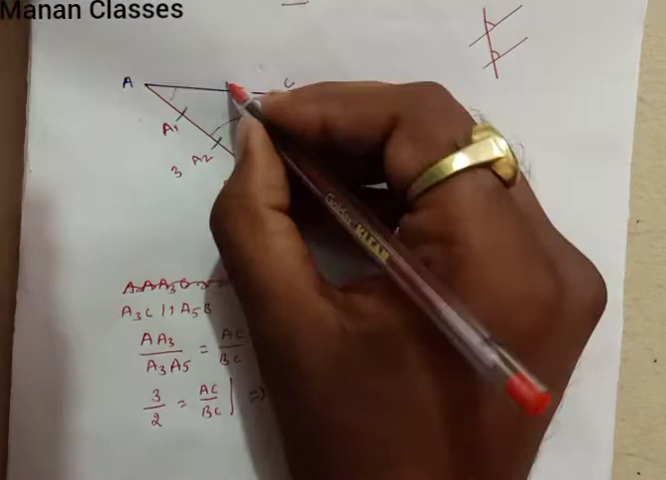 Manan Classes
A C
A1
3 A2
A3C || A5B
AA3 / A3A5 = AC / BC
3 / 2 = AC / BC | =>